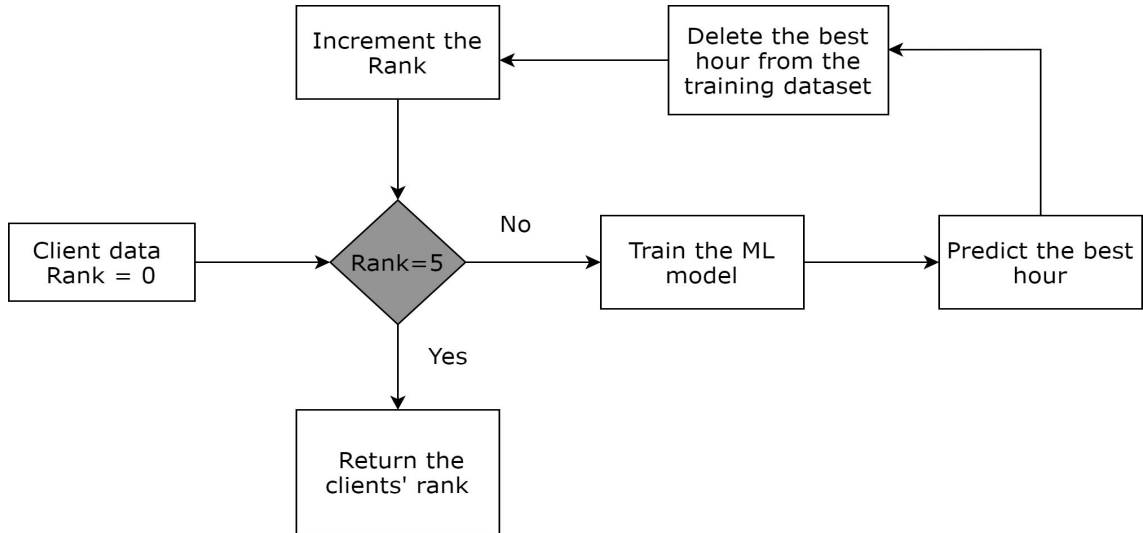 Increment the
Rank
Delete the best
hour from the
training dataset
Client data
Rank = 0
Rank=5
No
Train the ML
model
Predict the best
hour
Yes
Return the
clients' rank